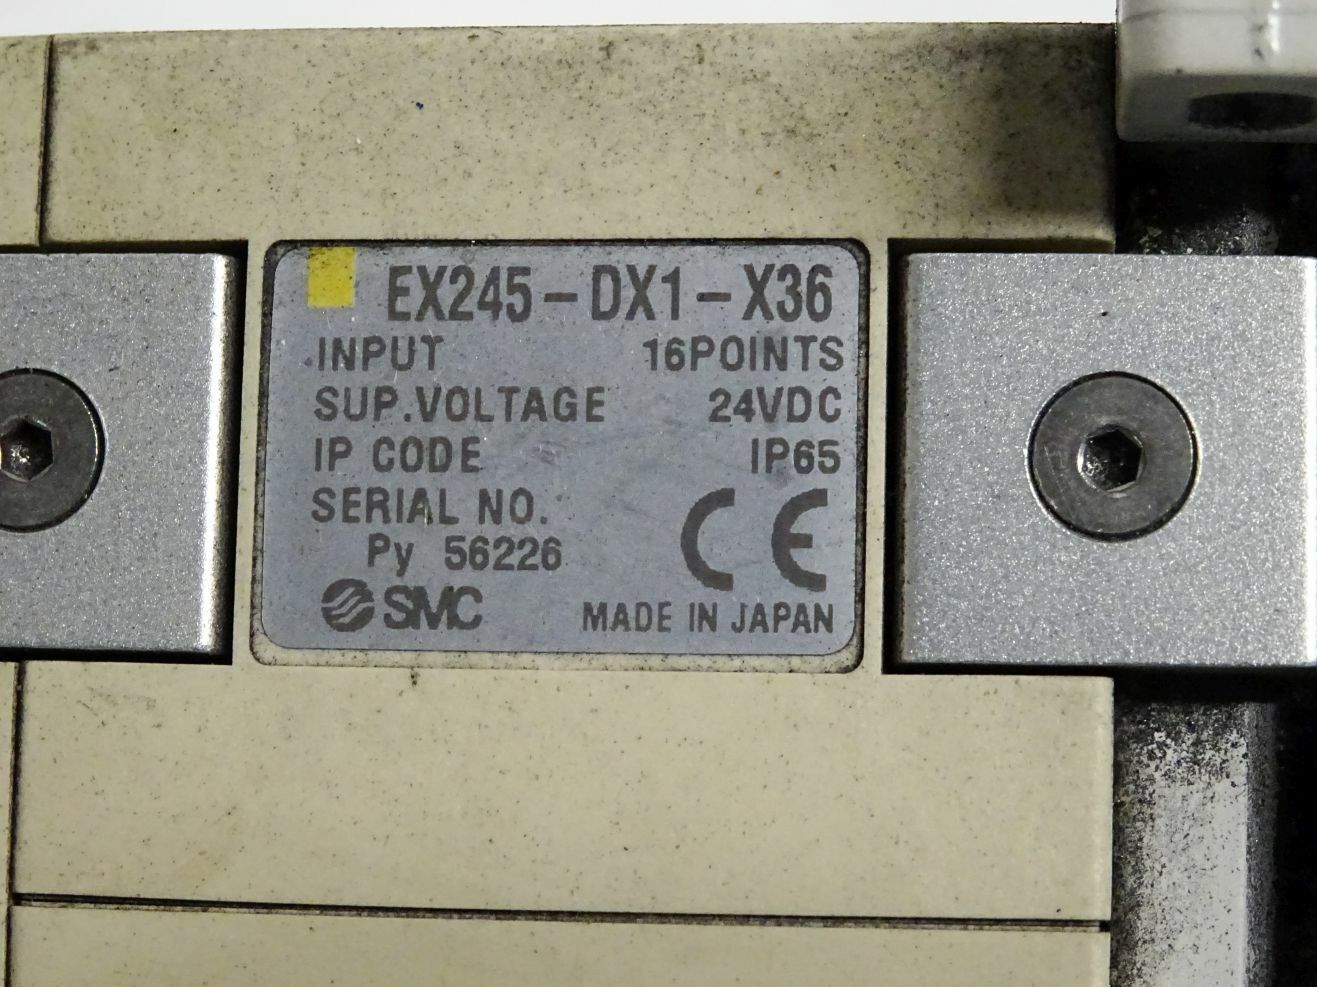 EX245-DX1-X36
INPUT 16POINTS
SUP.VOLTAGE 24VDC
IP CODE IP65
SERIAL NO.
Py 56226
CE
SMC MADE IN JAPAN